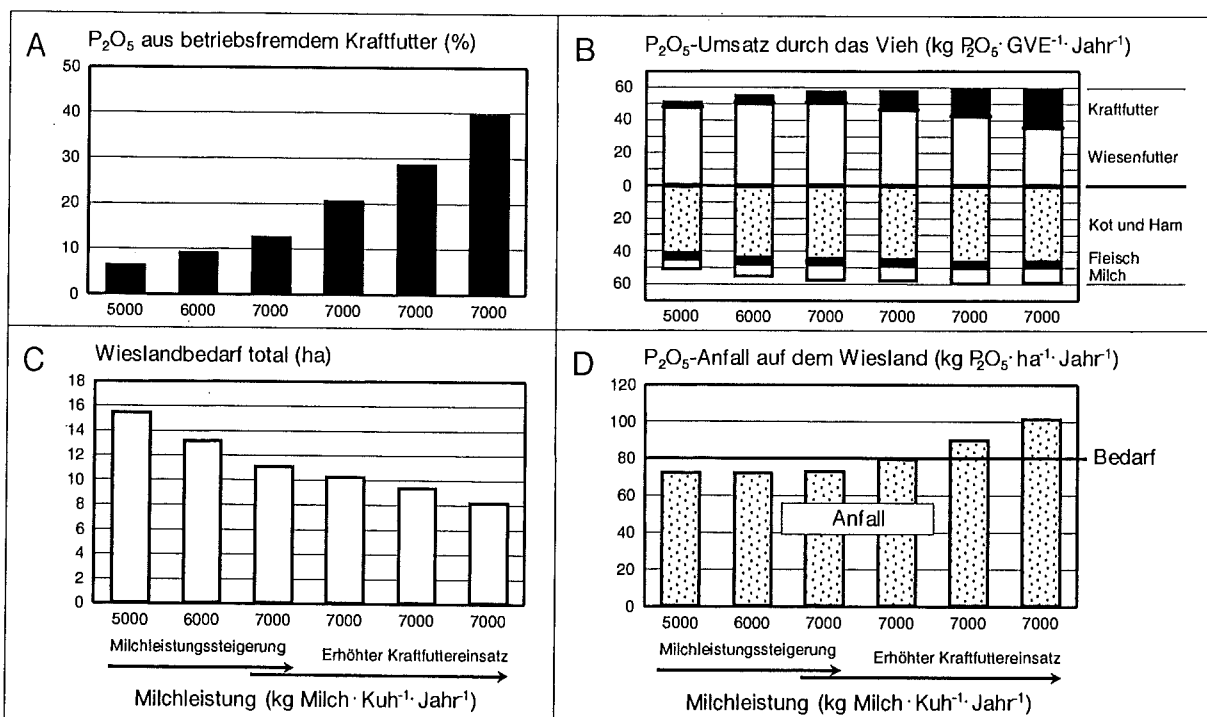 A
P₂O₅ aus betriebsfremdem Kraftfutter (%)
50
40
30
20
10
0
5000 6000 7000 7000 7000 7000
B
P₂O₅-Umsatz durch das Vieh (kg P₂O₅· GVE⁻¹· Jahr⁻¹)
60
40
20
0
20
40
60
Kraftfutter
Wiesenfutter
Kot und Harn
Fleisch
Milch
5000 6000 7000 7000 7000 7000
C
Wieslandbedarf total (ha)
18
16
14
12
10
8
6
4
2
0
5000 6000 7000 7000 7000 7000
Milchleistungssteigerung
Erhöhter Kraftfuttereinsatz
Milchleistung (kg Milch · Kuh⁻¹ · Jahr⁻¹)
D
P₂O₅-Anfall auf dem Wiesland (kg P₂O₅· ha⁻¹· Jahr⁻¹)
120
100
80
60
40
20
0
Bedarf
Anfall
5000 6000 7000 7000 7000 7000
Milchleistungssteigerung
Erhöhter Kraftfuttereinsatz
Milchleistung (kg Milch · Kuh⁻¹ · Jahr⁻¹)